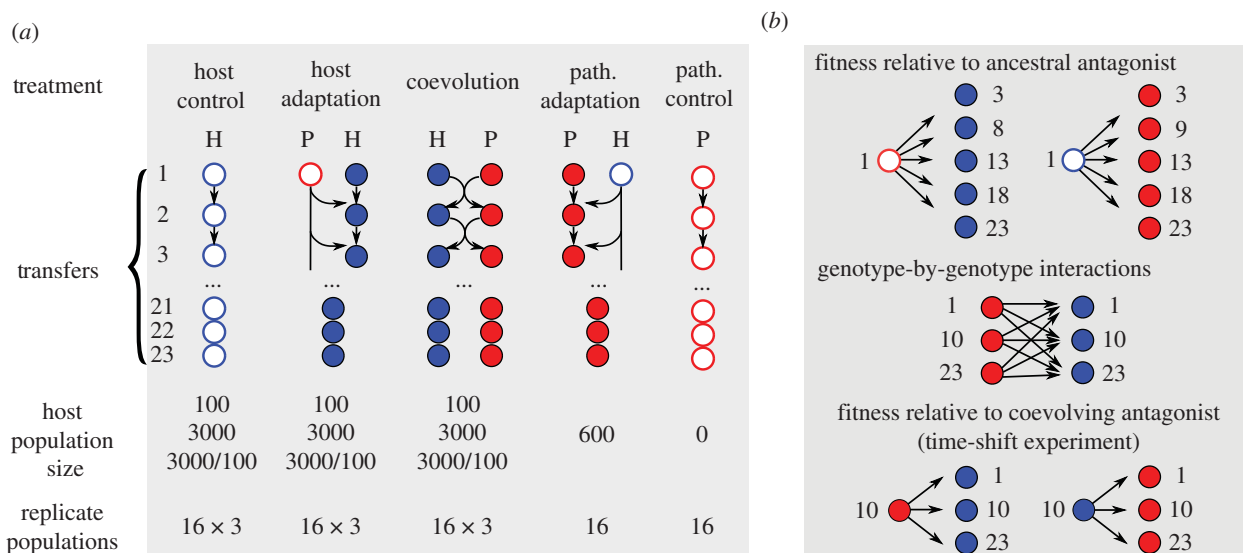 (a)
treatment
host control
host adaptation
coevolution
path. adaptation
path. control
H P H H P P H P
transfers
1
2
3
... ... ... ... ...
21
22
23
host population size
100 100 100
3000 3000 3000 600 0
3000/100 3000/100 3000/100
replicate populations
16 × 3 16 × 3 16 × 3 16 16
(b)
fitness relative to ancestral antagonist
1 3 8 13 18 23
1 3 9 13 18 23
genotype-by-genotype interactions
1 1
10 10
23 23
fitness relative to coevolving antagonist
(time-shift experiment)
10 1 10 23
10 1 10 23